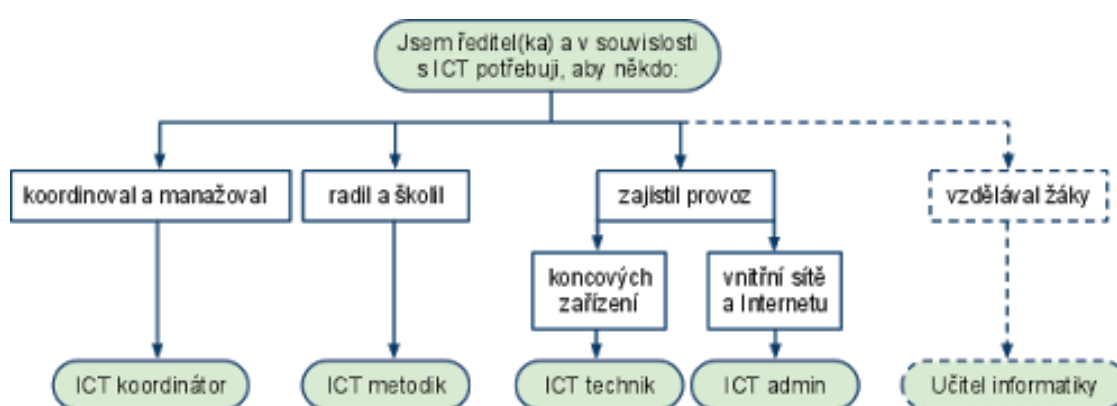 Jsem ředitel(ka) a v souvislosti
s ICT potřebuji, aby někdo:
koordinoval a manažoval
radil a školil
zajistil provoz
vzdělával žáky
koncových
zařízení
vnitřní sítě
a Internetu
ICT koordinátor
ICT metodik
ICT technik
ICT admin
Učitel informatiky